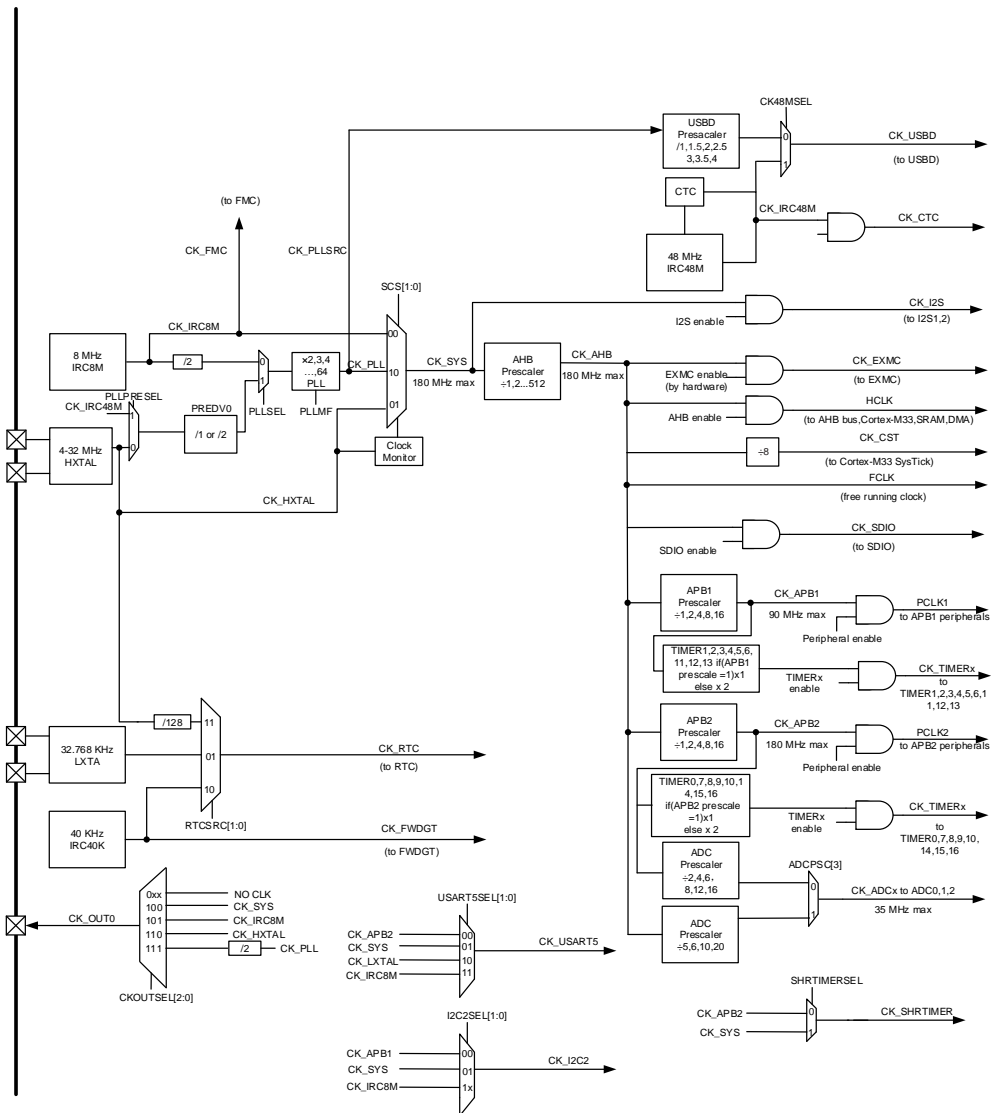 CK48MSEL
USBD
Presacaler
/1,1.5,2,2.5
3,3.5,4
0
1
CK_USBD
(to USBD)
CTC
CK_IRC48M
CK_CTC
48 MHz
IRC48M
(to FMC)
CK_FMC
CK_PLLSRC
SCS[1:0]
CK_I2S
I2S enable
(to I2S1,2)
8 MHz
IRC8M
CK_IRC8M
/2
0
1
PLLSEL
×2,3,4
…,64
PLL
PLLMF
CK_PLL
00
10
01
CK_SYS
180 MHz max
AHB
Prescaler
÷1,2...512
CK_AHB
180 MHz max
EXMC enable
(by hardware)
CK_EXMC
(to EXMC)
PLLPRESEL
CK_IRC48M
1
0
PREDV0
/1 or /2
4-32 MHz
HXTAL
Clock
Monitor
AHB enable
HCLK
(to AHB bus,Cortex-M33,SRAM,DMA)
÷8
CK_CST
(to Cortex-M33 SysTick)
FCLK
(free running clock)
CK_HXTAL
SDIO enable
CK_SDIO
(to SDIO)
APB1
Prescaler
÷1,2,4,8,16
CK_APB1
90 MHz max
Peripheral enable
PCLK1
to APB1 peripherals
TIMER1,2,3,4,5,6,
11,12,13 if(APB1
prescale =1)x1
else x 2
TIMERx
enable
CK_TIMERx
to
TIMER1,2,3,4,5,6,1
1,12,13
/128
11
01
10
32.768 KHz
LXTA
CK_RTC
(to RTC)
RTCSRC[1:0]
APB2
Prescaler
÷1,2,4,8,16
CK_APB2
180 MHz max
Peripheral enable
PCLK2
to APB2 peripherals
TIMER0,7,8,9,10,1
4,15,16
if(APB2 prescale
=1)x1
else x 2
TIMERx
enable
CK_TIMERx
to
TIMER0,7,8,9,10,
14,15,16
40 KHz
IRC40K
CK_FWDGT
(to FWDGT)
ADC
Prescaler
÷2,4,6,
8,12,16
ADCPSC[3]
0
1
CK_ADCx to ADC0,1,2
35 MHz max
ADC
Prescaler
÷5,6,10,20
CK_OUT0
0xx
100
101
110
111
NO CLK
CK_SYS
CK_IRC8M
CK_HXTAL
/2
CK_PLL
CKOUTSEL[2:0]
USART5SEL[1:0]
CK_APB2
CK_SYS
CK_LXTAL
CK_IRC8M
00
01
10
11
CK_USART5
I2C2SEL[1:0]
CK_APB1
CK_SYS
CK_IRC8M
00
01
1x
CK_I2C2
SHRTIMERSEL
CK_APB2
CK_SYS
0
1
CK_SHRTIMER